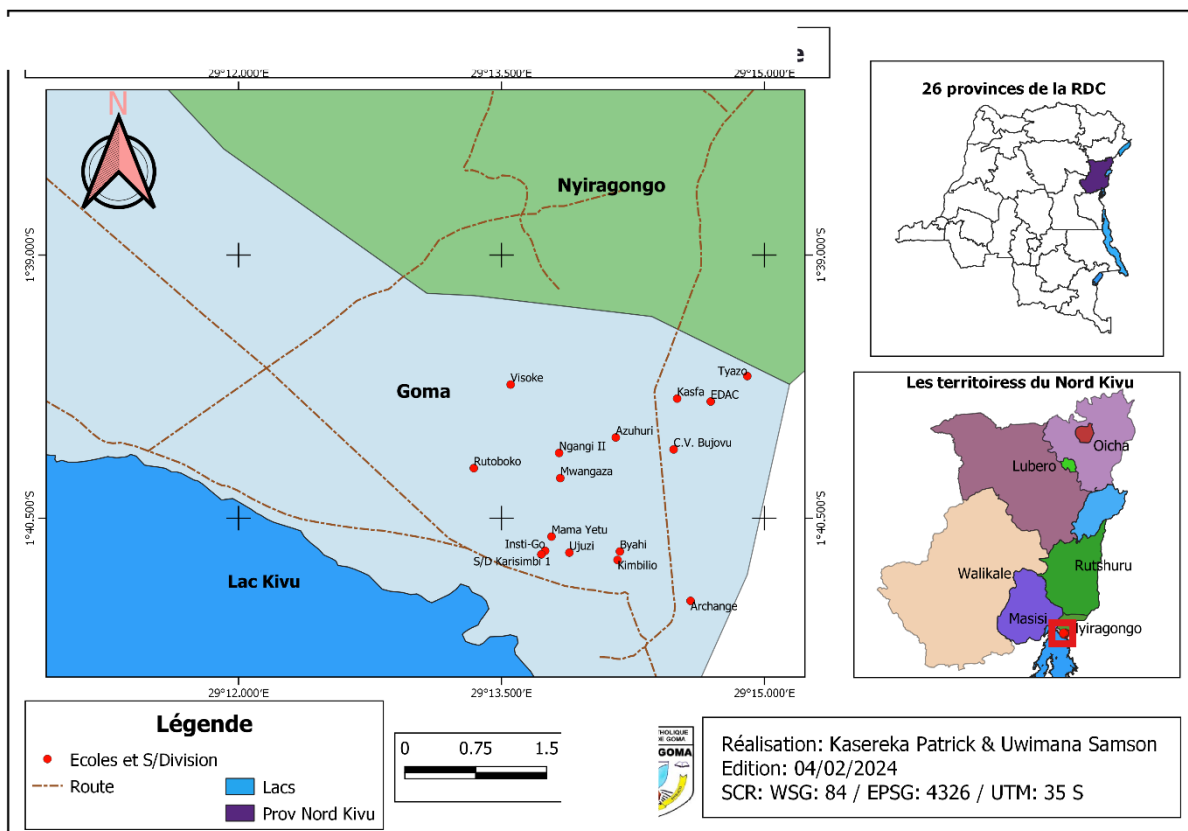 29°12.000'E 29°13.500'E 29°15.000'E
N
Nyiragongo
1°39.000'S
1°39.000'S
Tyazo
Visoke
Goma
Kasfa
EDAC
Azuhuri
C.V. Bujovu
Ngangi II
Rutoboko
Mwangaza
1°40.500'S
1°40.500'S
Mama Yetu
Insti-Go
Ujuzi
Byahi
S/D Karisimbi 1
Kimbilio
Lac Kivu
Archange
29°12.000'E 29°13.500'E 29°15.000'E
26 provinces de la RDC
Les territoiress du Nord Kivu
Oicha
Lubero
Walikale
Rutshuru
Masisi
lyiragongo
Légende
Ecoles et S/Division
Route
Lacs
Prov Nord Kivu
0 0.75 1.5
THOLIQUE
DE GOMA
GOMA
Réalisation: Kasereka Patrick & Uwimana Samson
Edition: 04/02/2024
SCR: WSG: 84 / EPSG: 4326 / UTM: 35 S